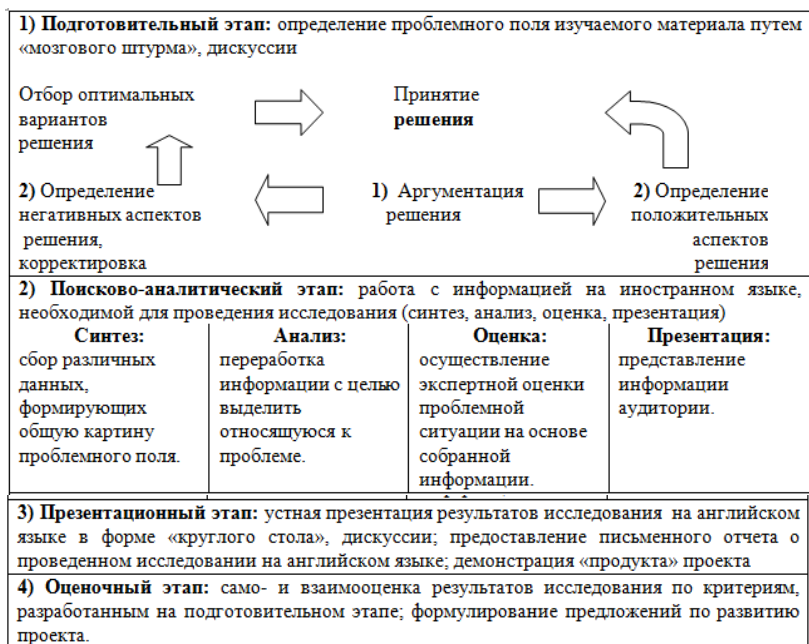 1) Подготовительный этап: определение проблемного поля изучаемого материала путем
«мозгового штурма», дискуссии
Отбор оптимальных
вариантов
решения
Принятие
решения
2) Определение
негативных аспектов
решения,
корректировка
1) Аргументация
решения
2) Определение
положительных
аспектов
решения
2) Поисково-аналитический этап: работа с информацией на иностранном языке,
необходимой для проведения исследования (синтез, анализ, оценка, презентация)
Синтез:
сбор различных
данных,
формирующих
общую картину
проблемного поля.
Анализ:
переработка
информации с целью
выделить
относящуюся к
проблеме.
Оценка:
осуществление
экспертной оценки
проблемной
ситуации на основе
собранной
информации.
Презентация:
представление
информации
аудитории.
3) Презентационный этап: устная презентация результатов исследования на английском
языке в форме «круглого стола», дискуссии; предоставление письменного отчета о
проведенном исследовании на английском языке; демонстрация «продукта» проекта
4) Оценочный этап: само- и взаимооценка результатов исследования по критериям,
разработанным на подготовительном этапе; формулирование предложений по развитию
проекта.